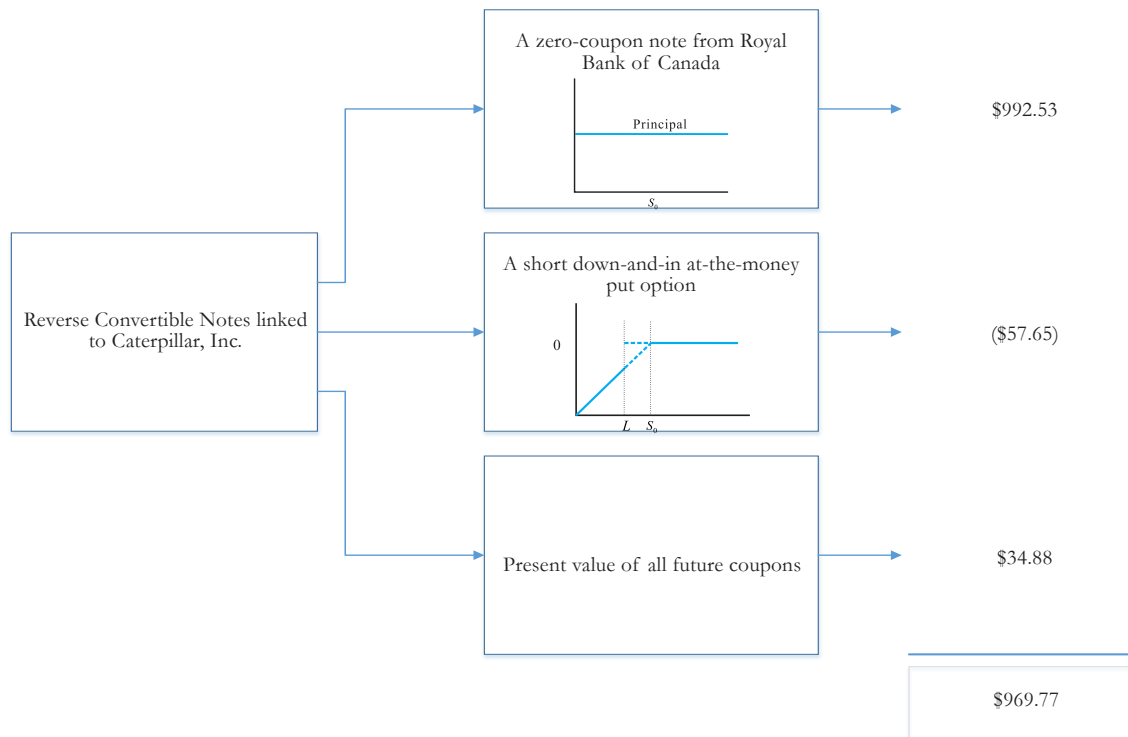 A zero-coupon note from Royal
Bank of Canada
Principal
S₀
$992.53
Reverse Convertible Notes linked
to Caterpillar, Inc.
A short down-and-in at-the-money
put option
0
L S₀
($57.65)
Present value of all future coupons
$34.88
$969.77